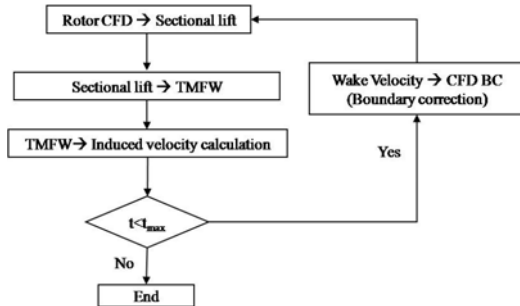 Rotor CFD → Sectional lift
Sectional lift → TMFW
Wake Velocity → CFD BC
(Boundary correction)
TMFW → Induced velocity calculation
Yes
t<tmax
No
End